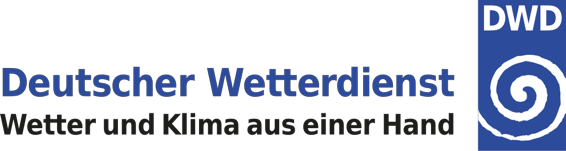 DWD
Deutscher Wetterdienst
Wetter und Klima aus einer Hand